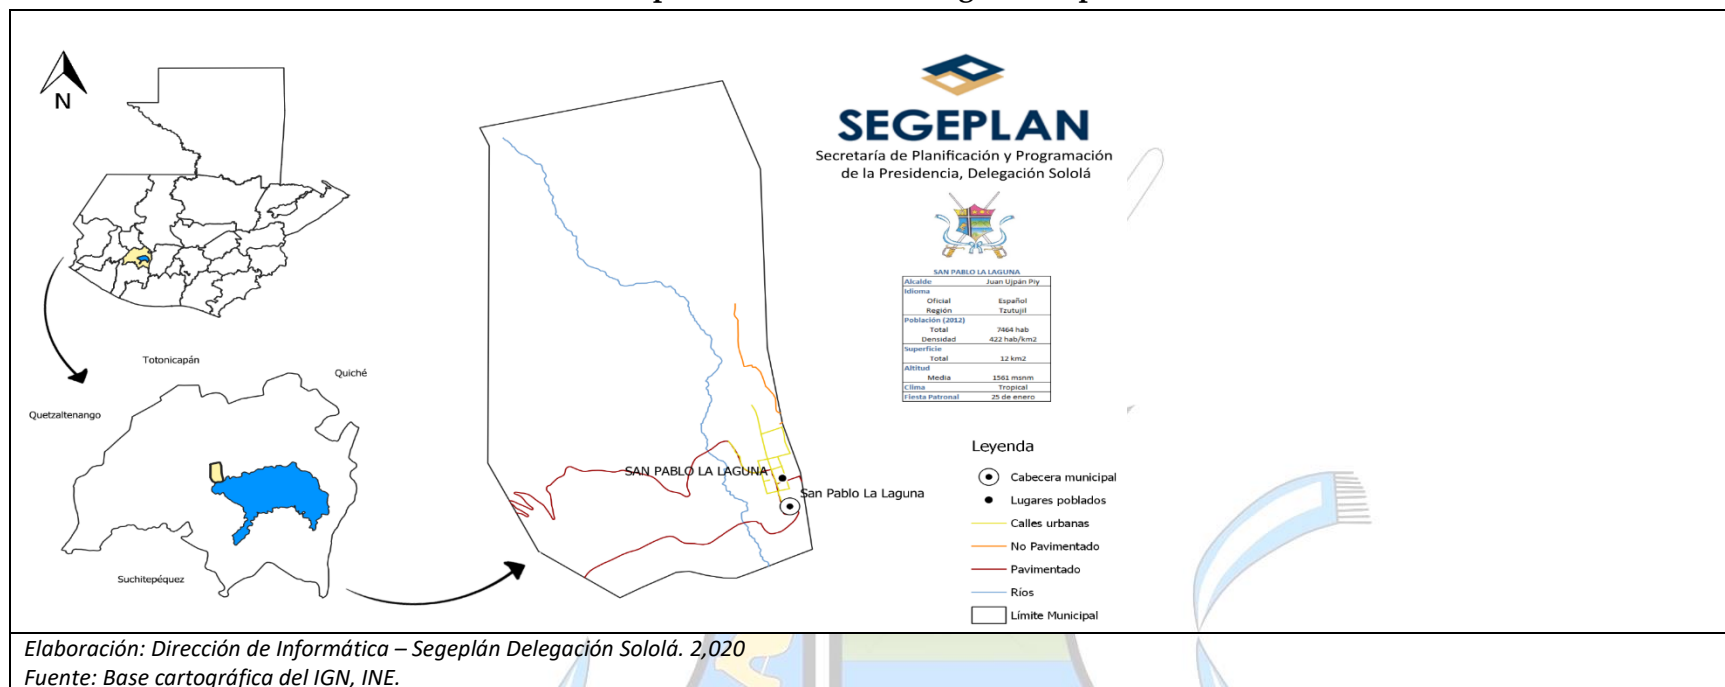 N
Totonicapán
Quiché
Quetzaltenango
Suchitepéquez
SAN PABLO LA LAGUNA
San Pablo La Laguna
SEGEPLAN
Secretaría de Planificación y Programación
de la Presidencia, Delegación Sololá
SAN PABLO LA LAGUNA
Alcalde Juan Ujpán Piy
Idioma
Oficial Español
Región Tzutujil
Población (2012)
Total 7464 hab
Densidad 422 hab/km2
Superficie
Total 12 km2
Altitud
Media 1561 msnm
Clima Tropical
Fiesta Patronal 25 de enero
Leyenda
Cabecera municipal
Lugares poblados
Calles urbanas
No Pavimentado
Pavimentado
Ríos
Límite Municipal
Elaboración: Dirección de Informática – Segeplán Delegación Sololá. 2,020
Fuente: Base cartográfica del IGN, INE.